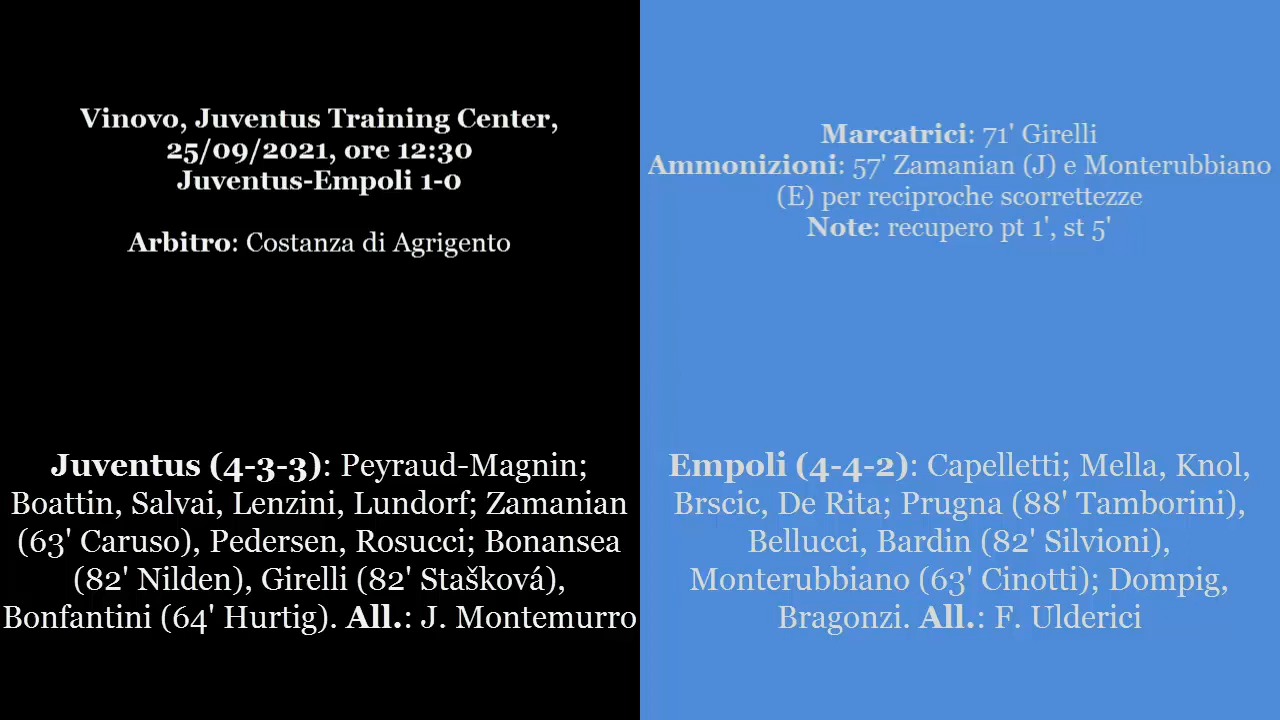 Vinovo, Juventus Training Center,
25/09/2021, ore 12:30
Juventus-Empoli 1-0
Arbitro: Costanza di Agrigento
Marcatrici: 71' Girelli
Ammonizioni: 57' Zamanian (J) e Monterubbiano
(E) per reciproche scorrettezze
Note: recupero pt 1', st 5'
Juventus (4-3-3): Peyraud-Magnin;
Boattin, Salvai, Lenzini, Lundorf; Zamanian
(63' Caruso), Pedersen, Rosucci; Bonansea
(82' Nilden), Girelli (82' Stašková),
Bonfantini (64' Hurtig). All.: J. Montemurro
Empoli (4-4-2): Capelletti; Mella, Knol,
Brscic, De Rita; Prugna (88' Tamborini),
Bellucci, Bardin (82' Silvioni),
Monterubbiano (63' Cinotti); Dompig,
Bragonzi. All.: F. Ulderici